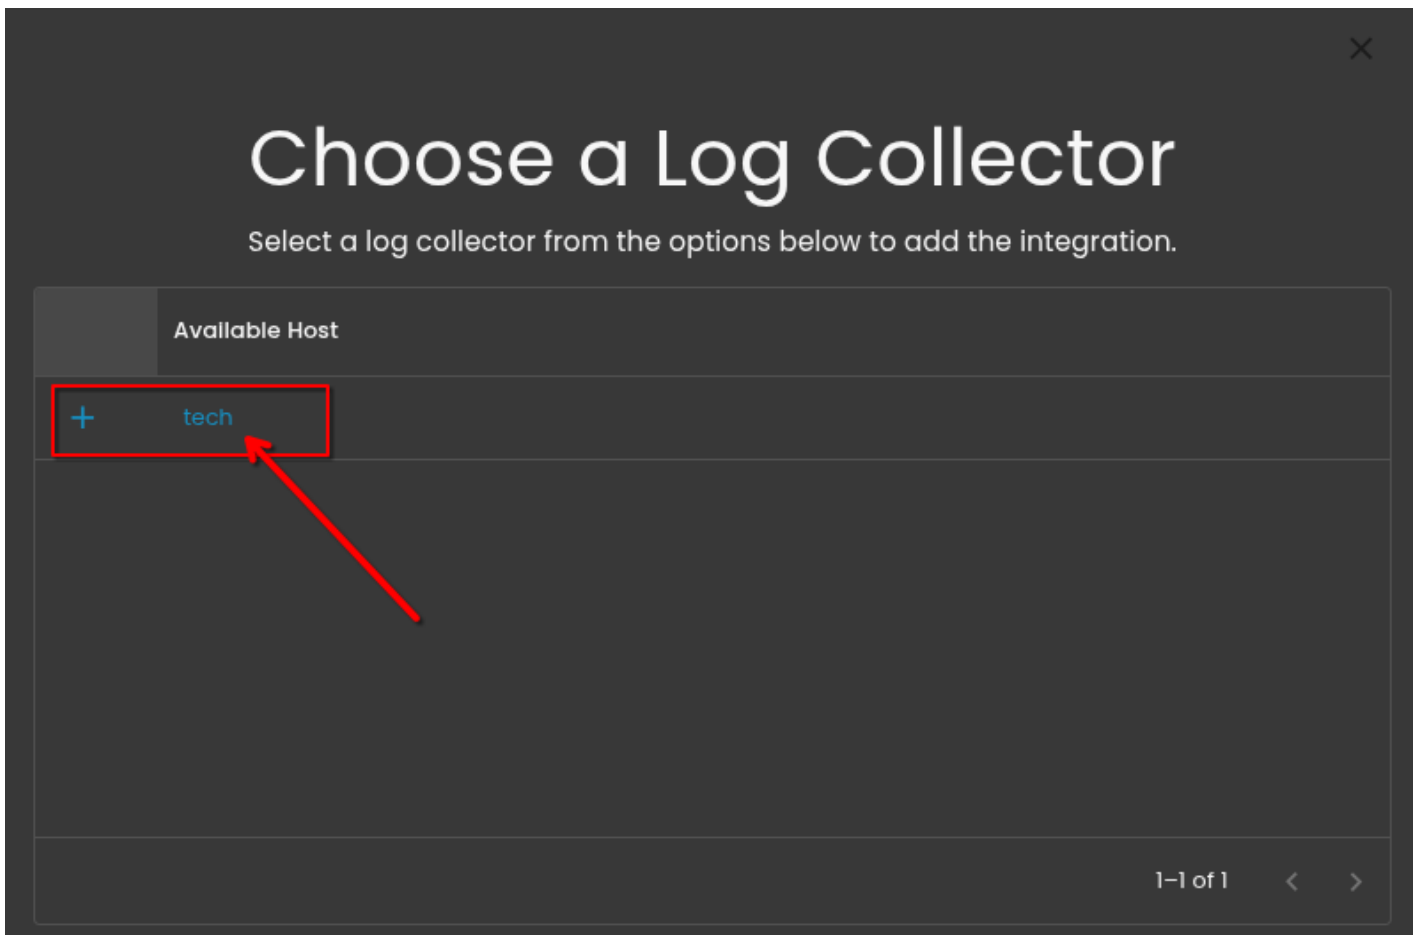 Choose a Log Collector
Select a log collector from the options below to add the integration.
Available Host
+ tech
1–1 of 1